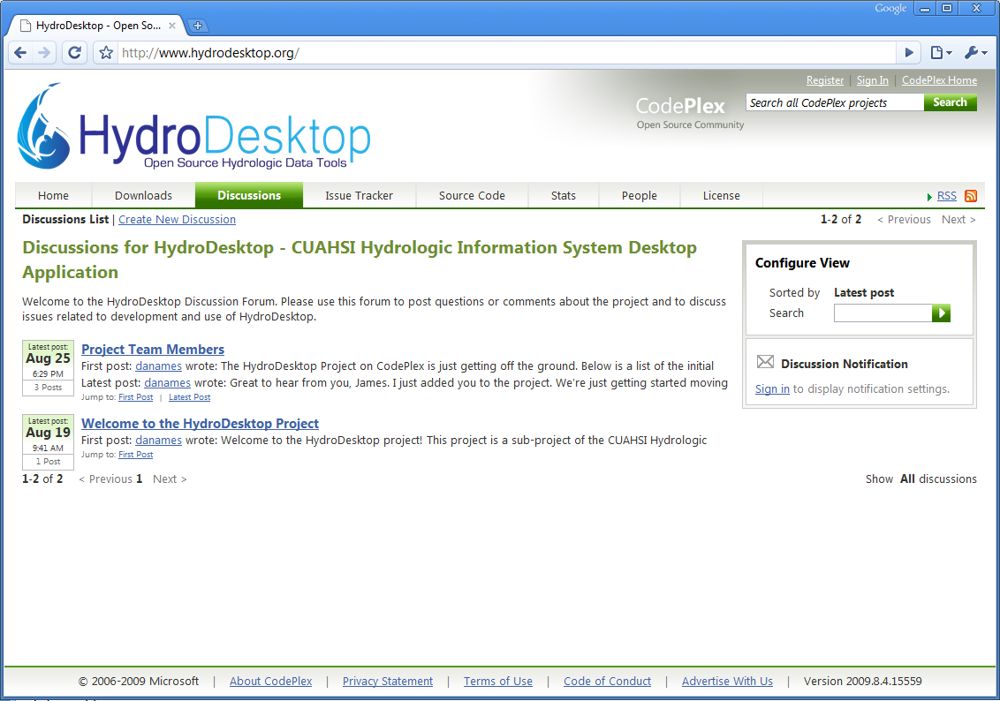 Google
HydroDesktop - Open So...
http://www.hydrodesktop.org/
Register | Sign In | CodePlex Home
HydroDesktop
Open Source Hydrologic Data Tools
CodePlex
Open Source Community
Search all CodePlex projects
Search
Home Downloads Discussions Issue Tracker Source Code Stats People License RSS
Discussions List | Create New Discussion
1-2 of 2 < Previous Next >
Discussions for HydroDesktop - CUAHSI Hydrologic Information System Desktop
Application
Welcome to the HydroDesktop Discussion Forum. Please use this forum to post questions or comments about the project and to discuss
issues related to development and use of HydroDesktop.
Latest post:
Aug 25
6:29 PM
3 Posts
Project Team Members
First post: danames wrote: The HydroDesktop Project on CodePlex is just getting off the ground. Below is a list of the initial
Latest post: danames wrote: Great to hear from you, James. I just added you to the project. We're just getting started moving
Jump to: First Post | Latest Post
Latest post:
Aug 19
9:41 AM
1 Post
Welcome to the HydroDesktop Project
First post: danames wrote: Welcome to the HydroDesktop project! This project is a sub-project of the CUAHSI Hydrologic
Jump to: First Post
1-2 of 2 < Previous 1 Next >
Show All discussions
Configure View
Sorted by Latest post
Search
Discussion Notification
Sign in to display notification settings.
© 2006-2009 Microsoft | About CodePlex | Privacy Statement | Terms of Use | Code of Conduct | Advertise With Us | Version 2009.8.4.15559